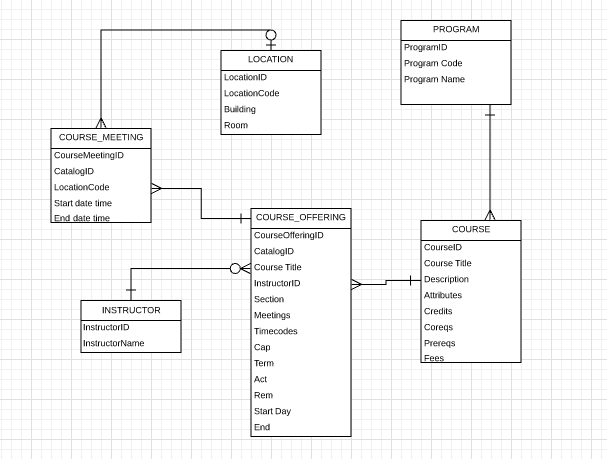 PROGRAM
ProgramID
Program Code
Program Name
LOCATION
LocationID
LocationCode
Building
Room
COURSE_MEETING
CourseMeetingID
CatalogID
LocationCode
Start date time
End date time
COURSE_OFFERING
CourseOfferingID
CatalogID
Course Title
InstructorID
Section
Meetings
Timecodes
Cap
Term
Act
Rem
Start Day
End
COURSE
CourseID
Course Title
Description
Attributes
Credits
Coreqs
Prereqs
Fees
INSTRUCTOR
InstructorID
InstructorName